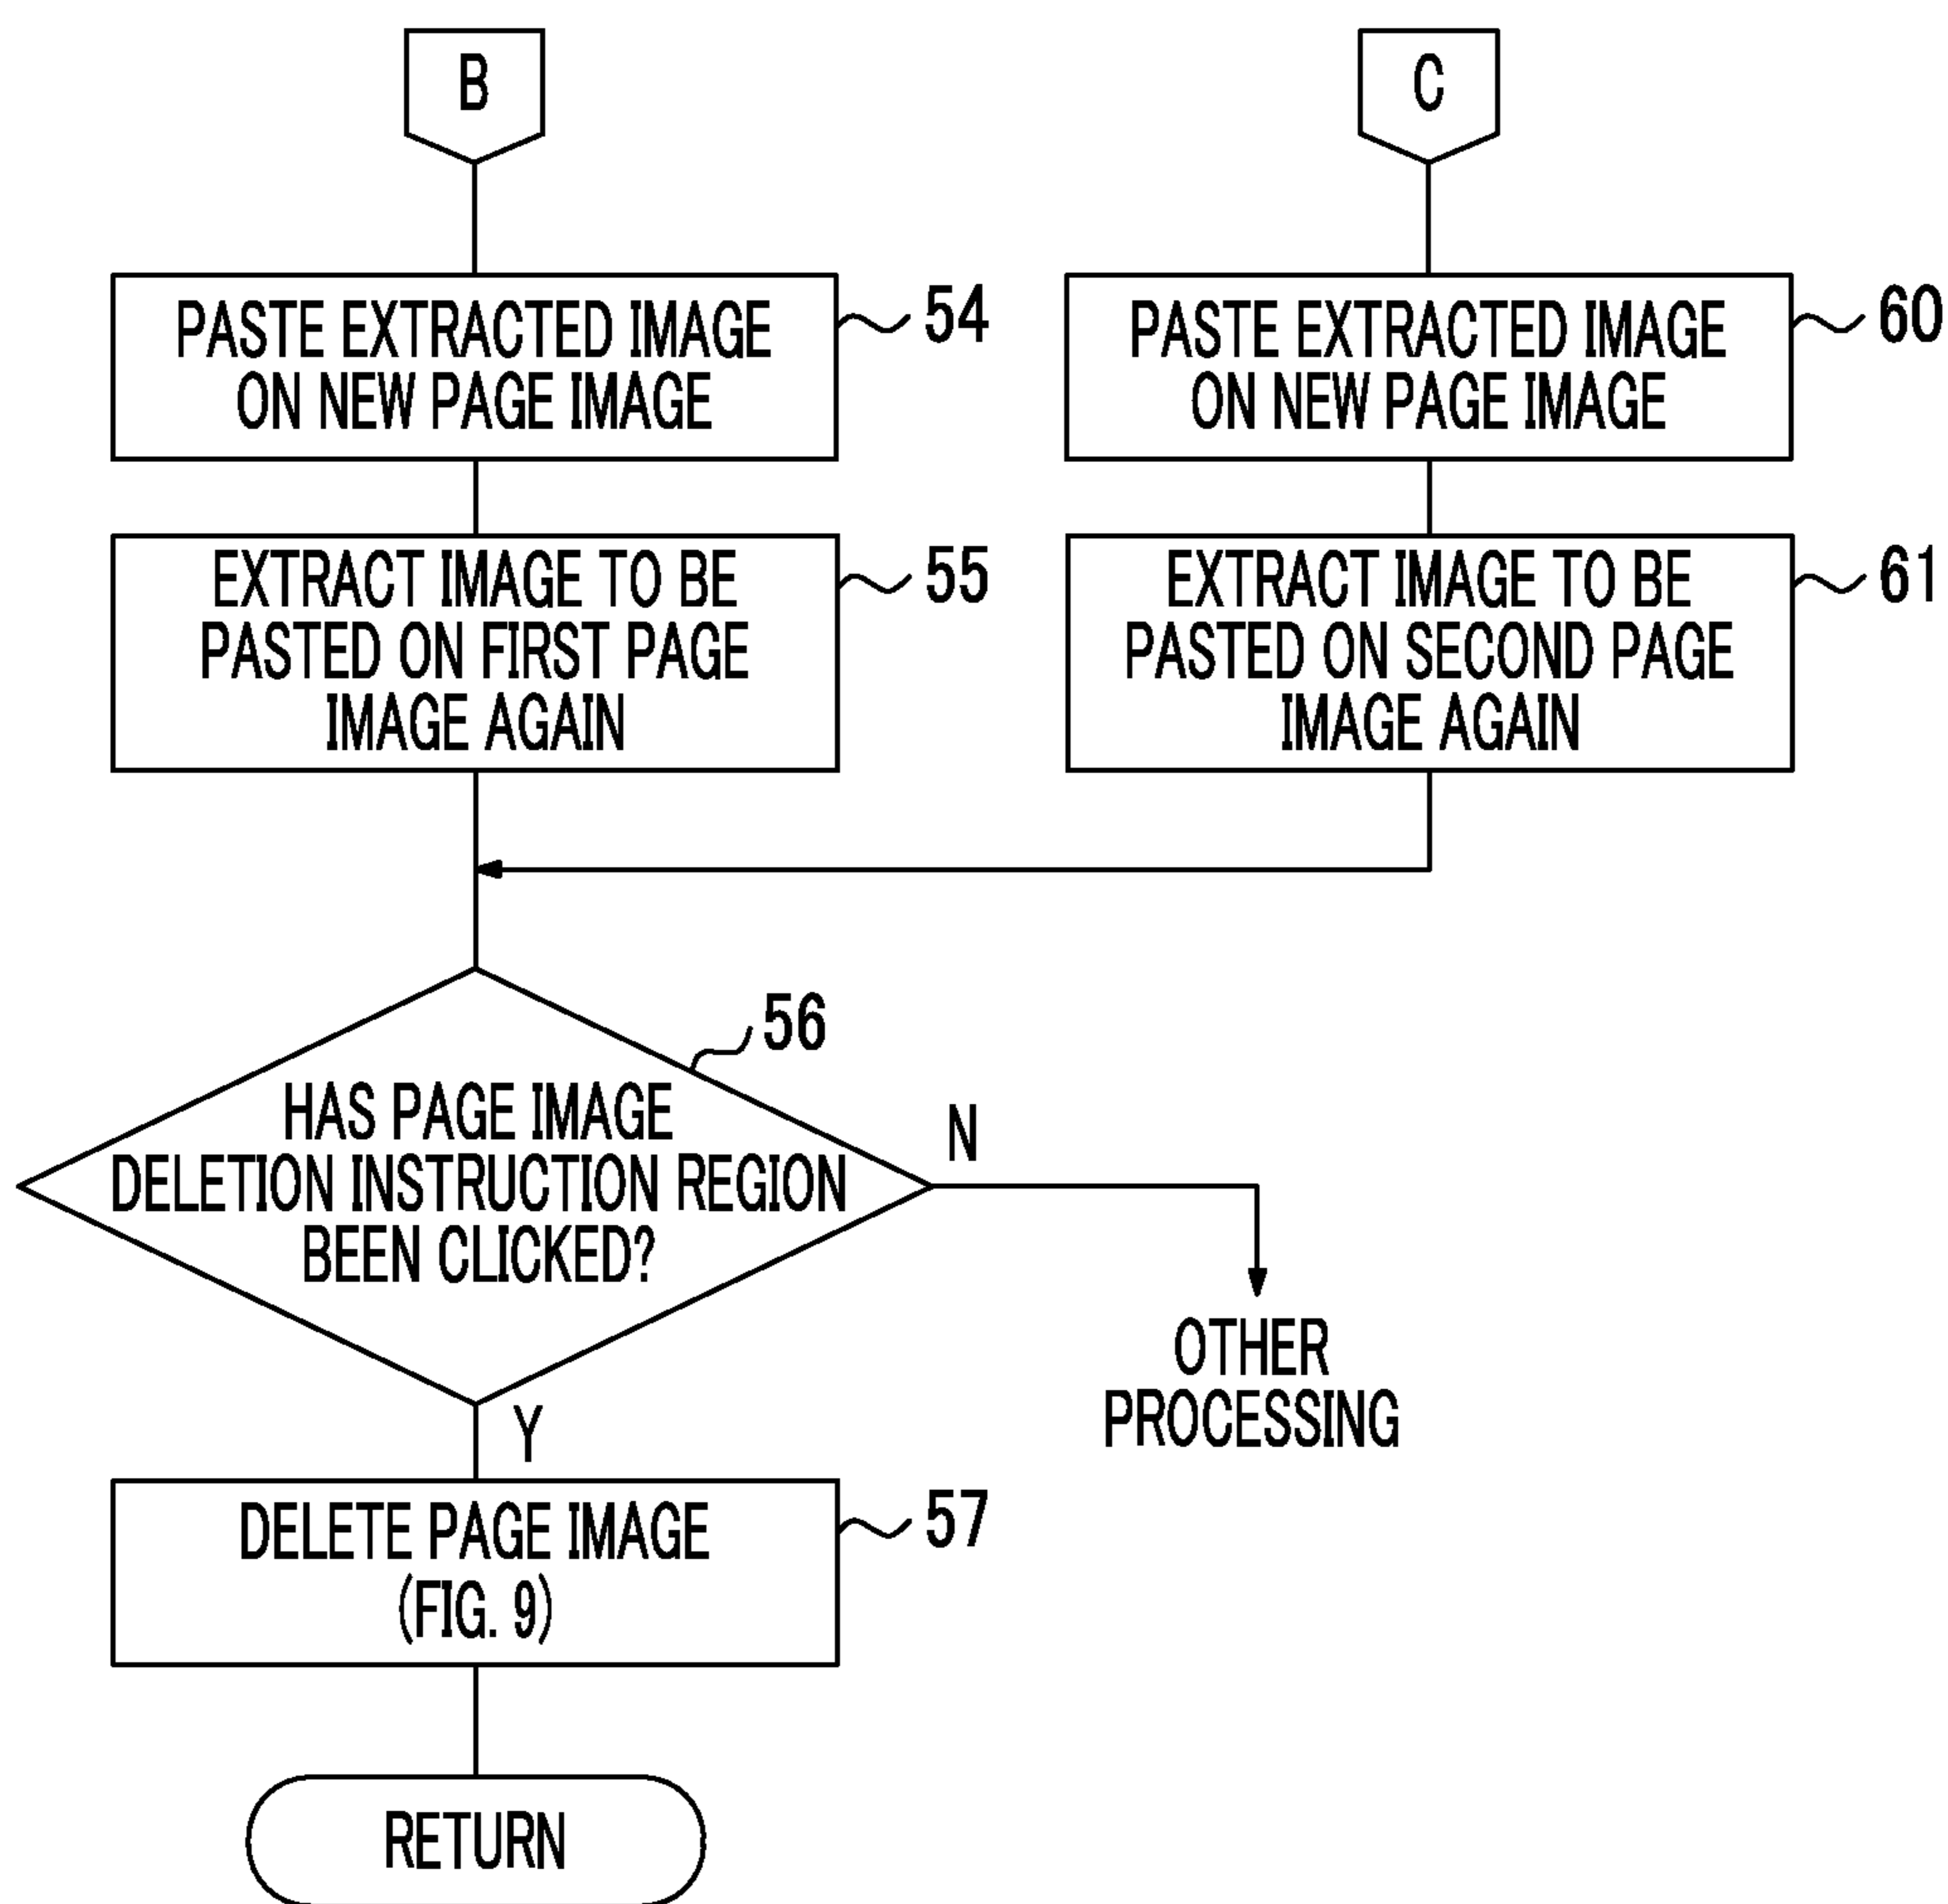 B
PASTE EXTRACTED IMAGE
ON NEW PAGE IMAGE
54
EXTRACT IMAGE TO BE
PASTED ON FIRST PAGE
IMAGE AGAIN
55
C
PASTE EXTRACTED IMAGE
ON NEW PAGE IMAGE
60
EXTRACT IMAGE TO BE
PASTED ON SECOND PAGE
IMAGE AGAIN
61
56
HAS PAGE IMAGE
DELETION INSTRUCTION REGION
BEEN CLICKED?
N
OTHER
PROCESSING
Y
DELETE PAGE IMAGE
(FIG. 9)
57
RETURN